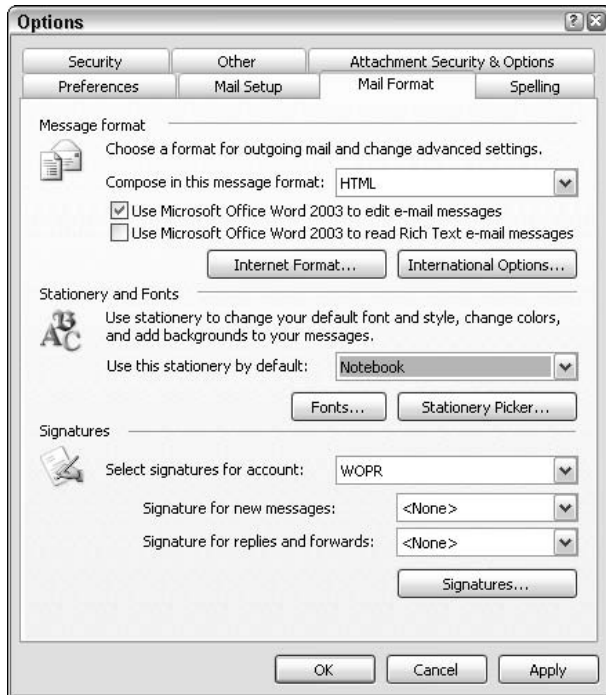 Options
Security Other Attachment Security & Options
Preferences Mail Setup Mail Format Spelling
Message format
Choose a format for outgoing mail and change advanced settings.
Compose in this message format: HTML
Use Microsoft Office Word 2003 to edit e-mail messages
Use Microsoft Office Word 2003 to read Rich Text e-mail messages
Internet Format... International Options...
Stationery and Fonts
Use stationery to change your default font and style, change colors,
and add backgrounds to your messages.
Use this stationery by default: Notebook
Fonts... Stationery Picker...
Signatures
Select signatures for account: WOPR
Signature for new messages: <None>
Signature for replies and forwards: <None>
Signatures...
OK Cancel Apply